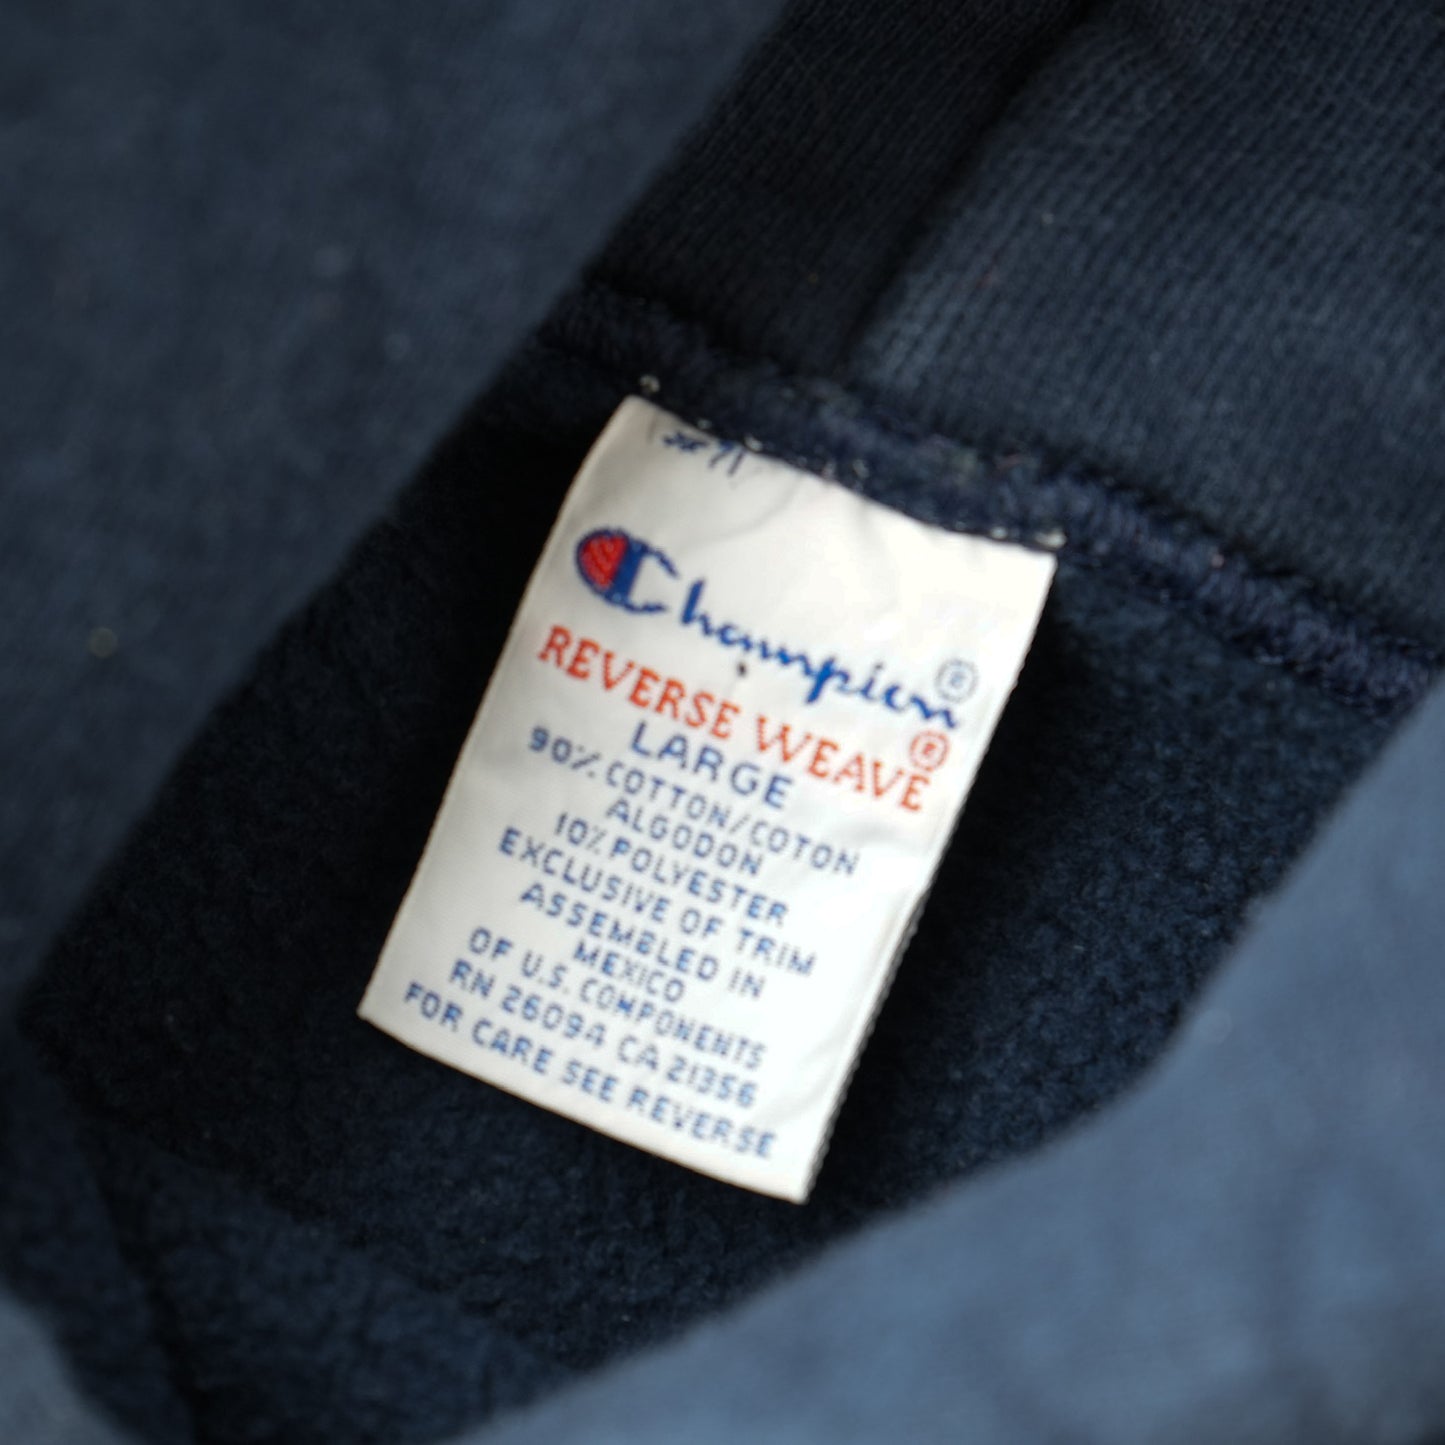 Champion®
REVERSE WEAVE®
LARGE
90% COTTON/COTON
ALGODON
10% POLYESTER
EXCLUSIVE OF TRIM
ASSEMBLED IN
MEXICO
OF U.S. COMPONENTS
RN 26094 CA 21356
FOR CARE SEE REVERSE